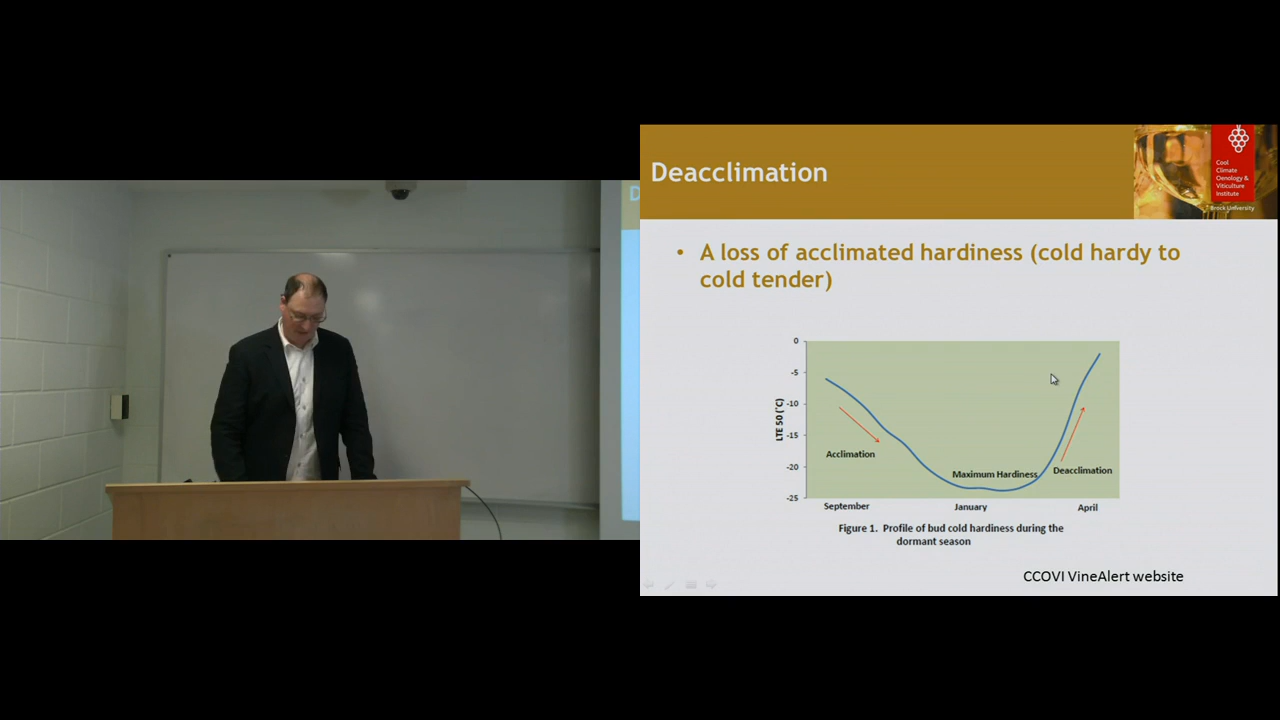 D
Deacclimation
Cool
Climate
Oenology &
Viticulture
Institute
Brock University
• A loss of acclimated hardiness (cold hardy to
cold tender)
0
-5
-10
-15
-20
-25
LTE 50 (°C)
Acclimation
Maximum Hardiness
Deacclimation
September
January
April
Figure 1. Profile of bud cold hardiness during the
dormant season
CCOVI VineAlert website